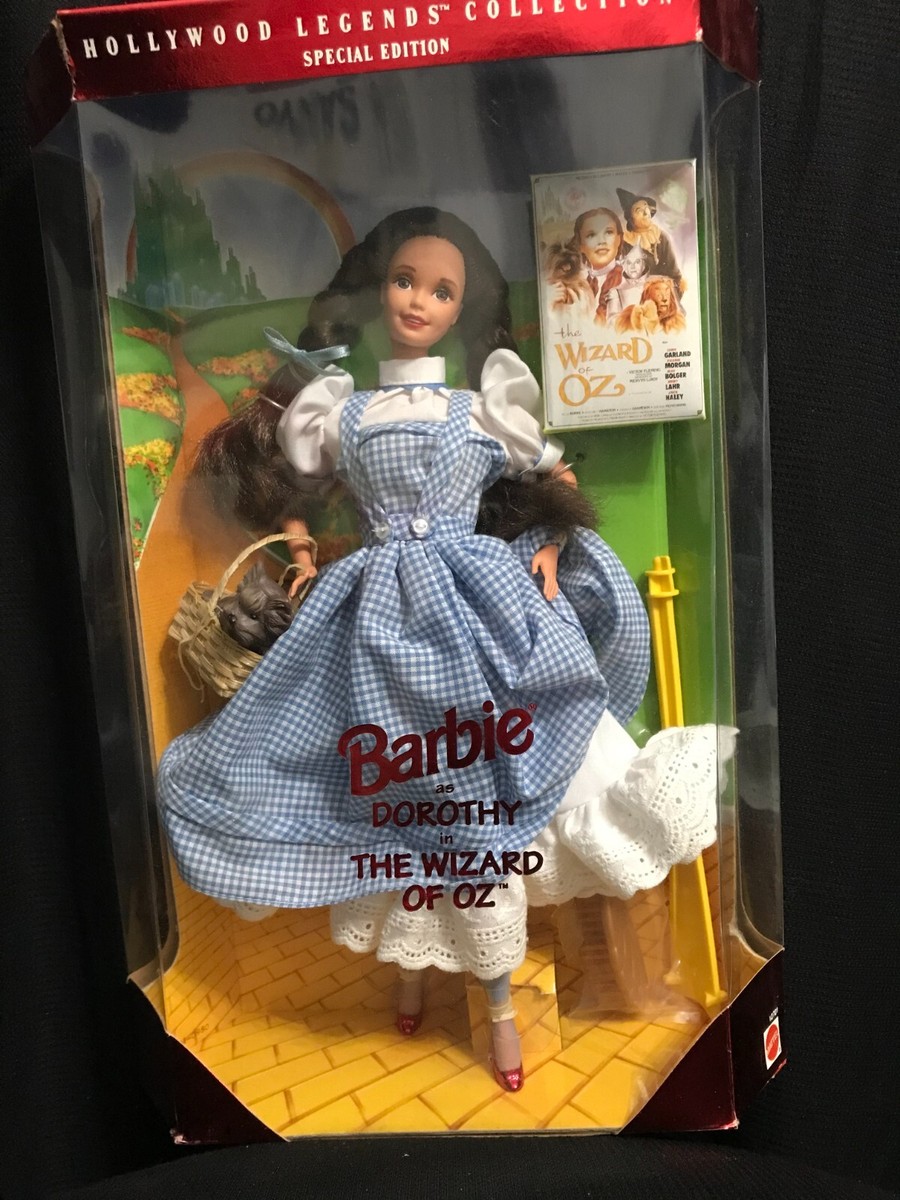 HOLLYWOOD LEGENDS™ COLLECTION
SPECIAL EDITION
the
WIZARD
OF
OZ
GARLAND
MORGAN
BOLGER
LAHR
HALEY
Barbie®
as
DOROTHY
in
THE WIZARD
OF OZ™